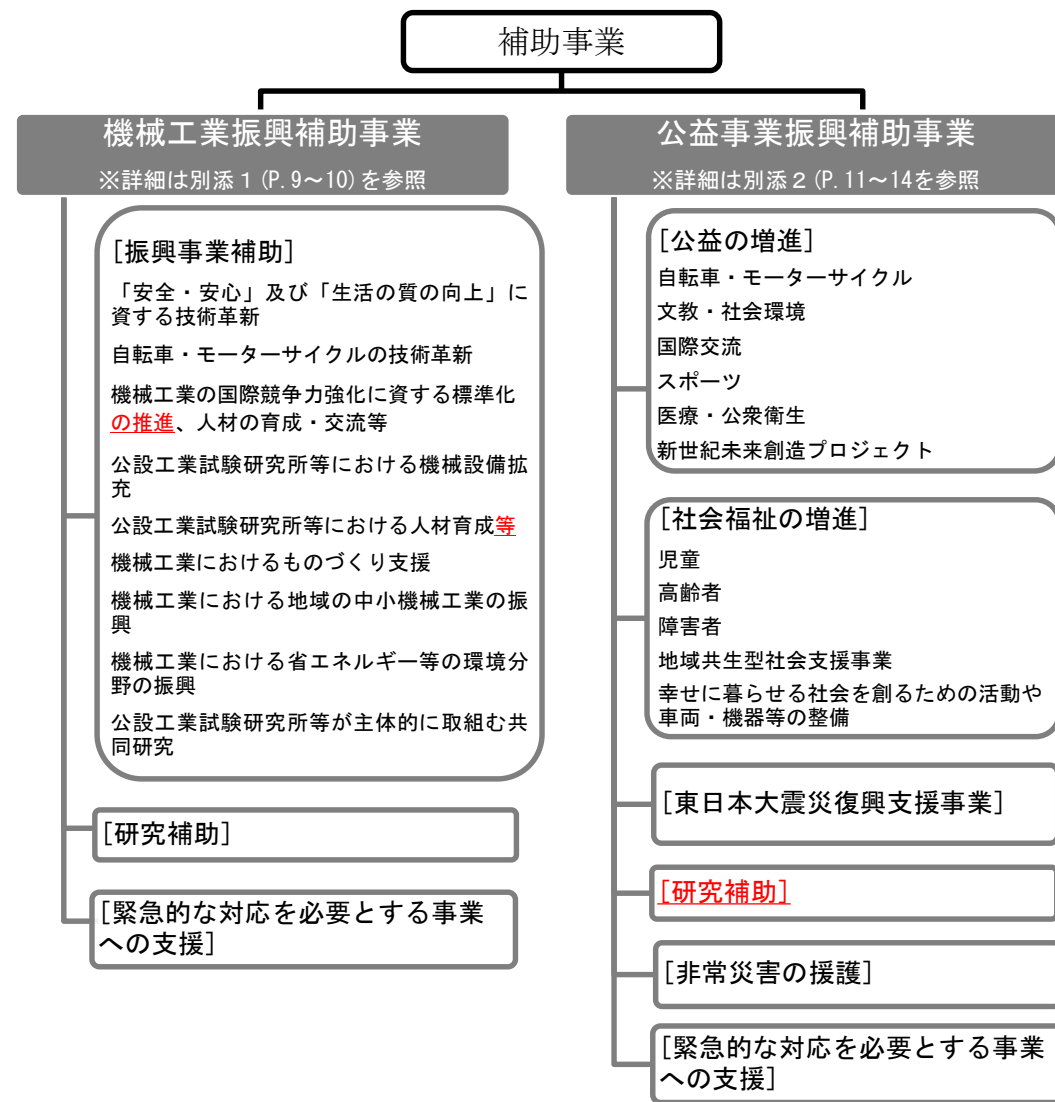 補助事業
機械工業振興補助事業
※詳細は別添1(P.9~10)を参照
[振興事業補助]
「安全・安心」及び「生活の質の向上」に
資する技術革新
自転車・モーターサイクルの技術革新
機械工業の国際競争力強化に資する標準化
の推進、人材の育成・交流等
公設工業試験研究所等における機械設備拡
充
公設工業試験研究所等における人材育成等
機械工業におけるものづくり支援
機械工業における地域の中小機械工業の振
興
機械工業における省エネルギー等の環境分
野の振興
公設工業試験研究所等が主体的に取組む共
同研究
[研究補助]
[緊急的な対応を必要とする事業
への支援]
公益事業振興補助事業
※詳細は別添2(P.11~14を参照
[公益の増進]
自転車・モーターサイクル
文教・社会環境
国際交流
スポーツ
医療・公衆衛生
新世紀未来創造プロジェクト
[社会福祉の増進]
児童
高齢者
障害者
地域共生型社会支援事業
幸せに暮らせる社会を創るための活動や
車両・機器等の整備
[東日本大震災復興支援事業]
[研究補助]
[非常災害の援護]
[緊急的な対応を必要とする事業
への支援]